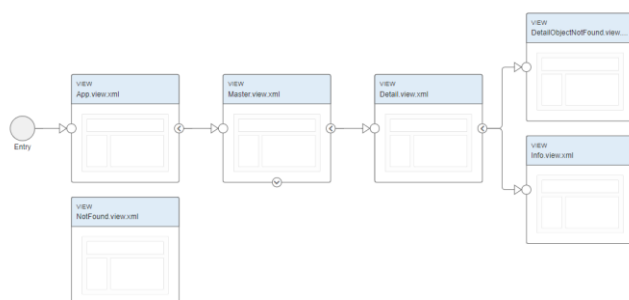 VIEW
DetailObjectNotFound.view....
VIEW
App.view.xml
VIEW
Master.view.xml
VIEW
Detail.view.xml
Entry
VIEW
Info.view.xml
VIEW
NotFound.view.xml